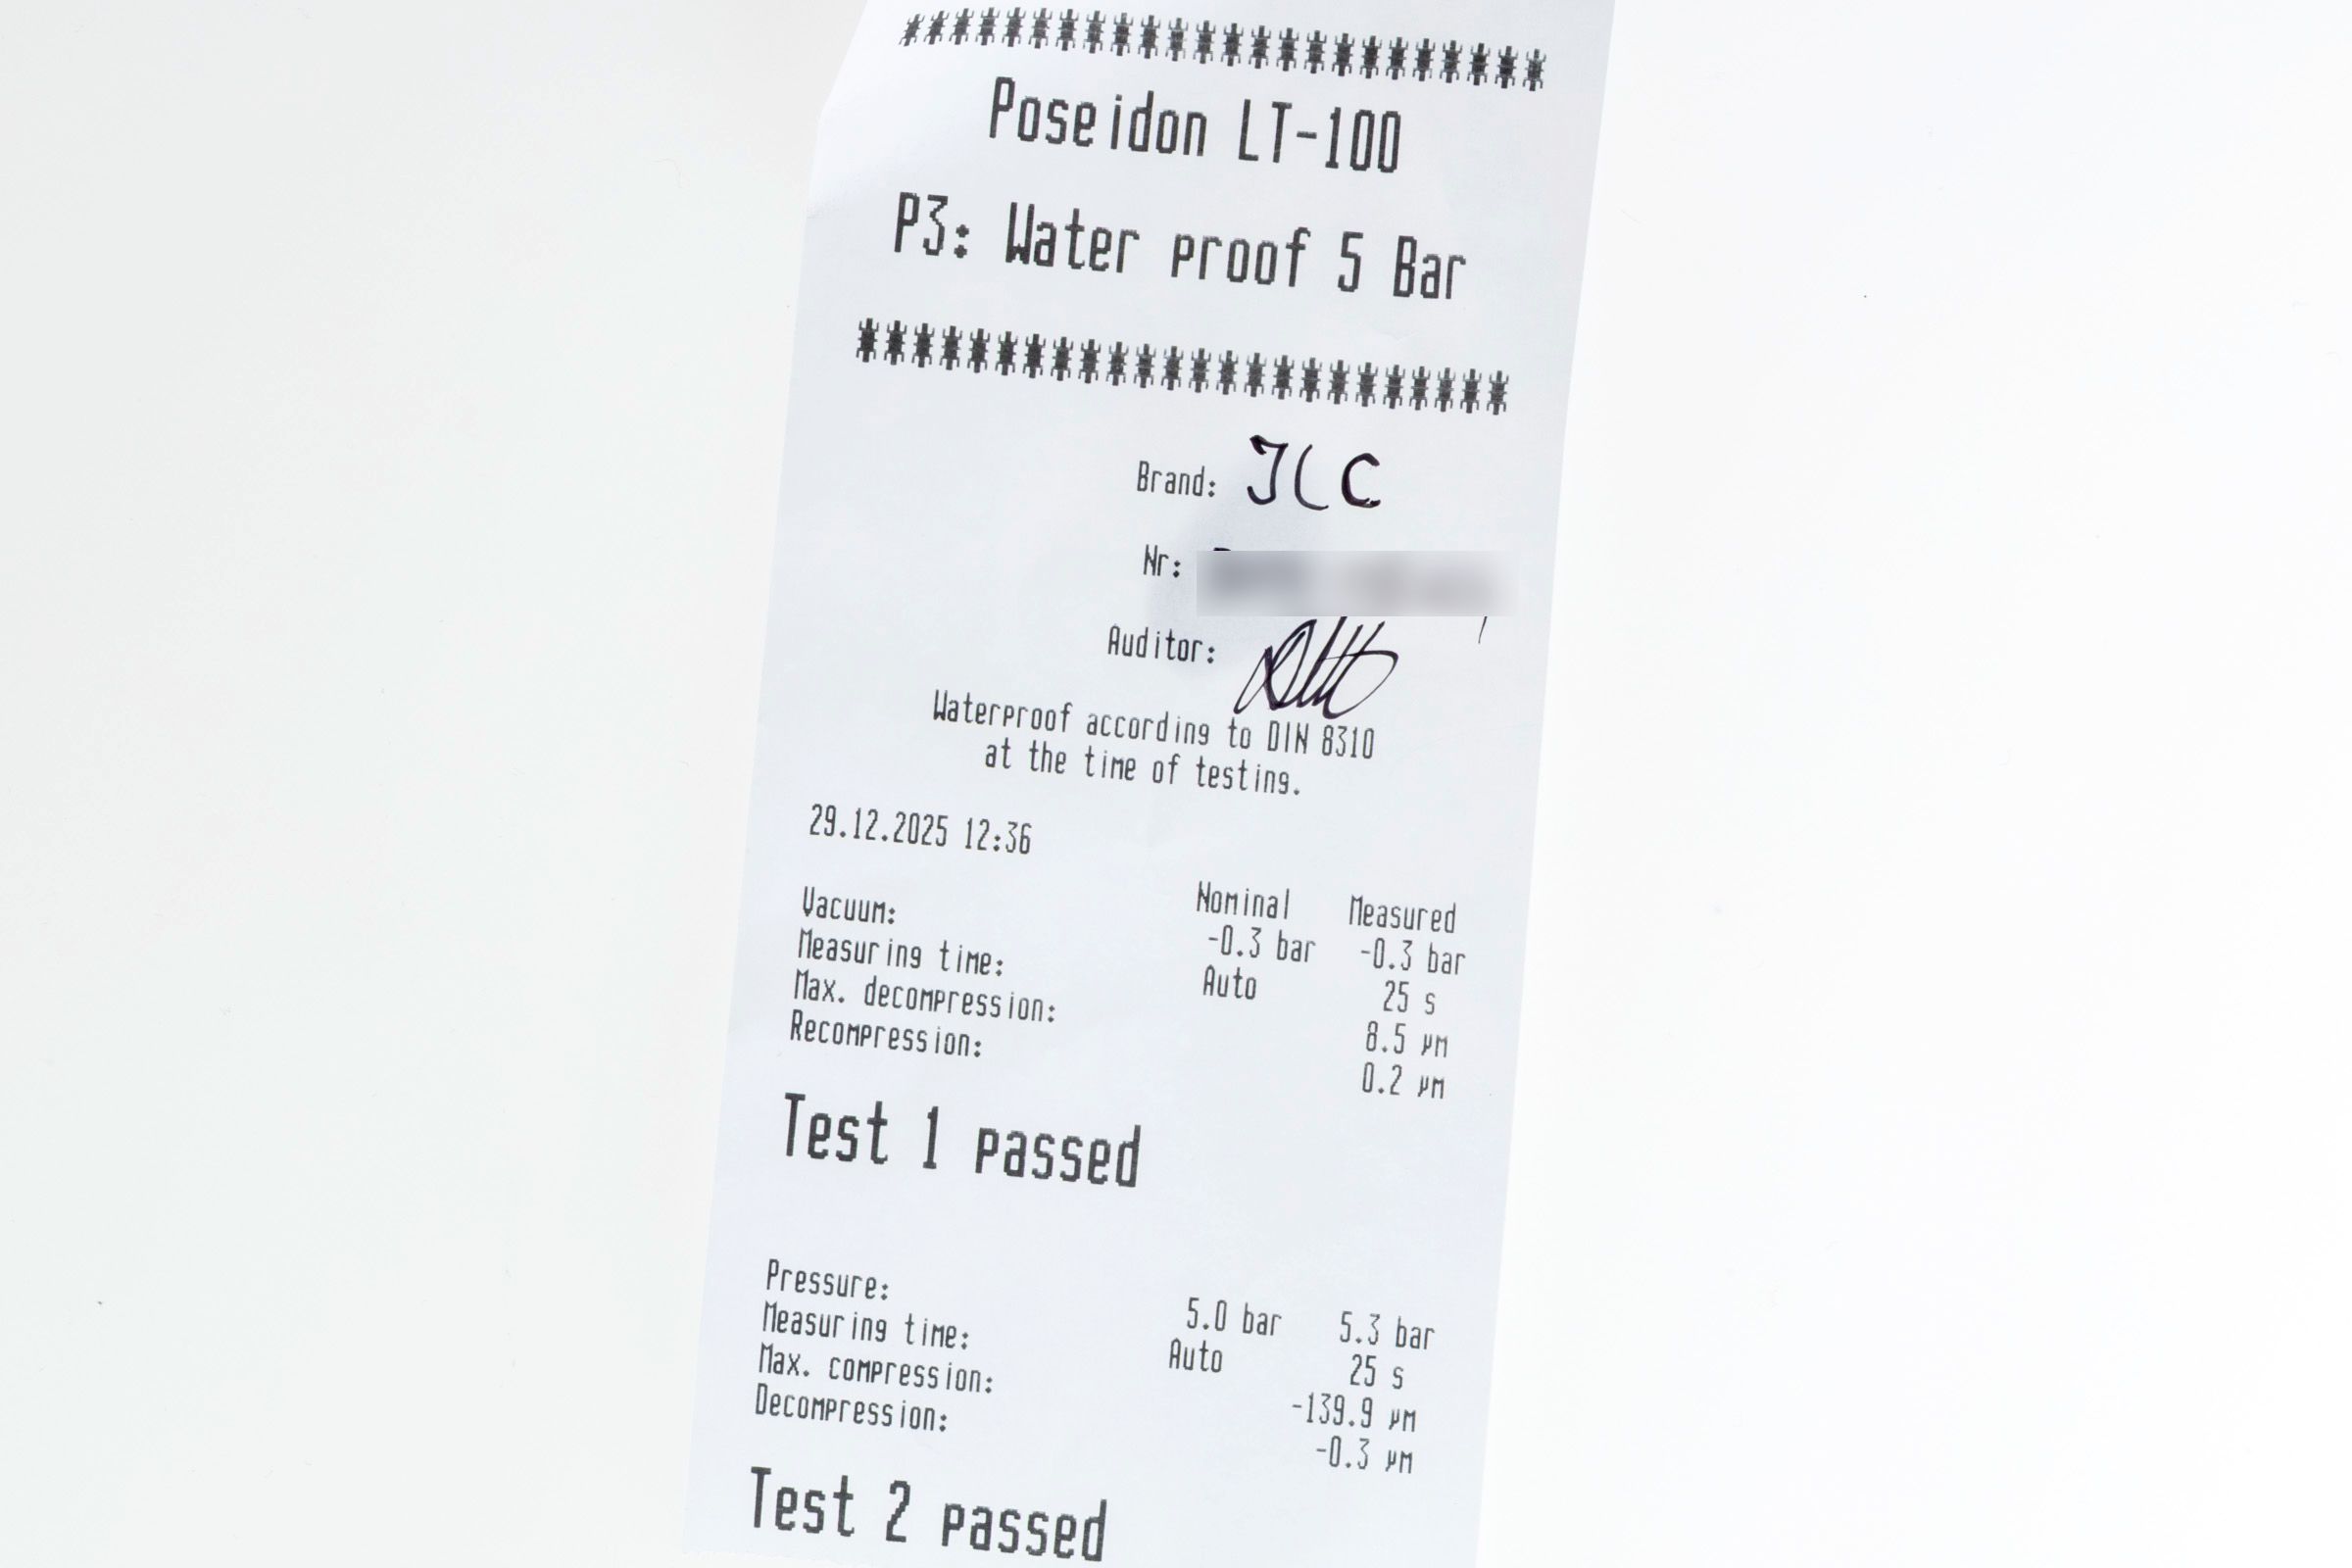 ************************
Poseidon LT-100
P3: Water proof 5 Bar
************************
Brand: JLC
Nr:
Auditor:
Waterproof according to DIN 8310
at the time of testing.
29.12.2025 12:36
Nominal Measured
Vacuum: -0.3 bar -0.3 bar
Measuring time: Auto 25 s
Max. decompression: 8.5 µm
Recompression: 0.2 µm
Test 1 passed
Pressure: 5.0 bar 5.3 bar
Measuring time: Auto 25 s
Max. compression: -139.9 µm
Decompression: -0.3 µm
Test 2 passed